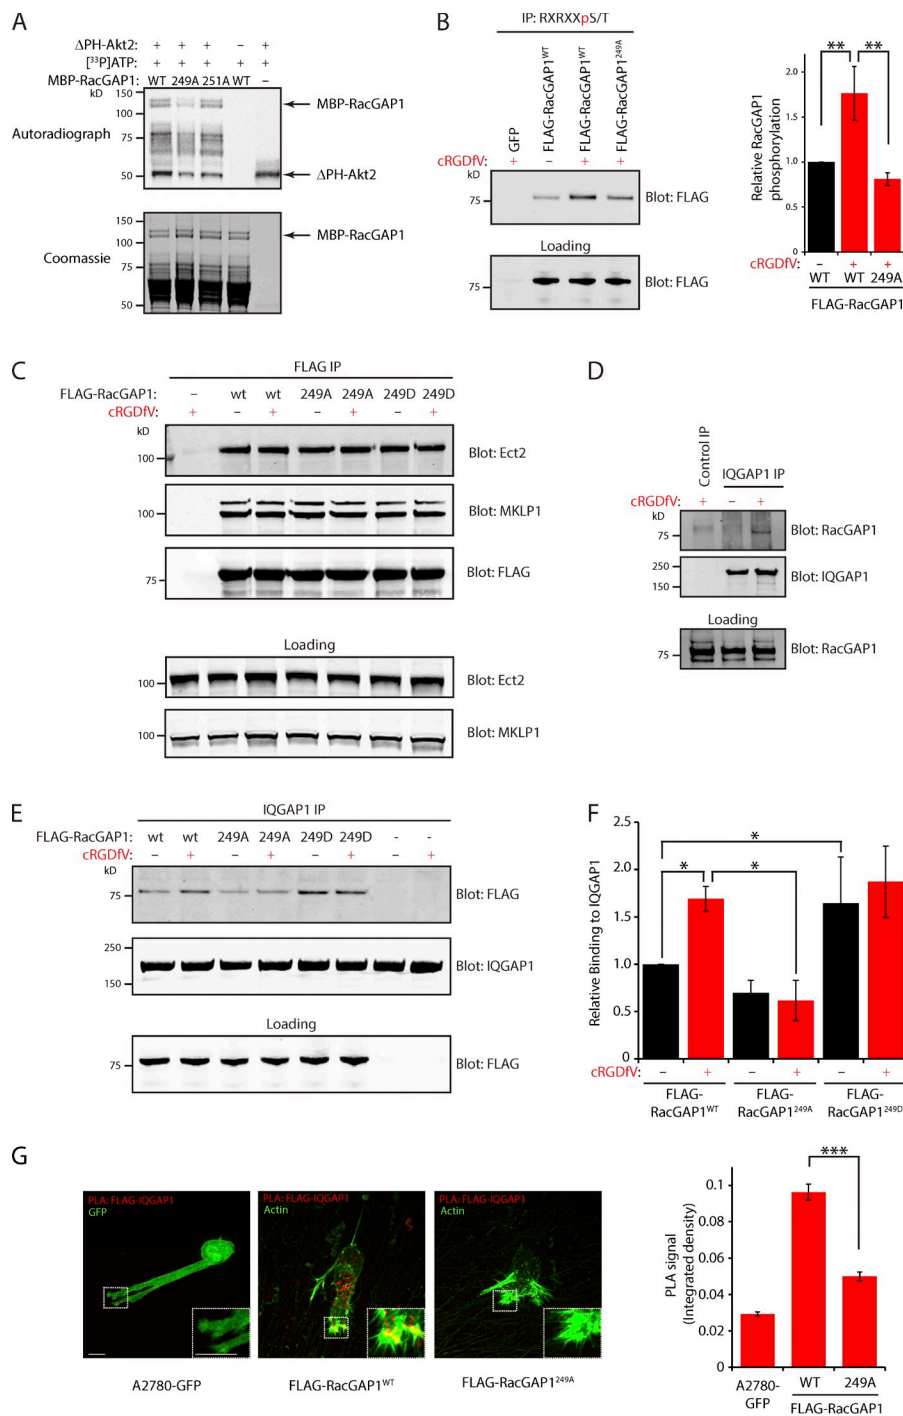 A
ΔPH-Akt2: + + + – +
[³³P]ATP: + + + + +
MBP-RacGAP1: WT 249A 251A WT –
kD
150
100
75
50
Autoradiograph
MBP-RacGAP1
ΔPH-Akt2
150
100
75
50
Coomassie
MBP-RacGAP1
B
IP: RXRXXpS/T
GFP
FLAG-RacGAP1WT
FLAG-RacGAP1WT
FLAG-RacGAP1249A
cRGDfV: + – + +
kD
75
Blot: FLAG
Loading
75
Blot: FLAG
** **
Relative RacGAP1
phosphorylation
2.0
1.5
1.0
0.5
0
cRGDfV: – + +
WT WT 249A
FLAG-RacGAP1
C
FLAG IP
FLAG-RacGAP1: – wt wt 249A 249A 249D 249D
cRGDfV: + – + – + – +
kD
100
Blot: Ect2
100
Blot: MKLP1
75
Blot: FLAG
Loading
100
Blot: Ect2
100
Blot: MKLP1
D
Control IP
IQGAP1 IP
cRGDfV: + – +
kD
75
Blot: RacGAP1
250
150
Blot: IQGAP1
Loading
75
Blot: RacGAP1
E
IQGAP1 IP
FLAG-RacGAP1: wt wt 249A 249A 249D 249D - -
cRGDfV: – + – + – + – +
kD
75
Blot: FLAG
250
150
Blot: IQGAP1
Loading
75
Blot: FLAG
F
Relative Binding to IQGAP1
2.5
2.0
1.5
1.0
0.5
0
*
* *
cRGDfV: – + – + – +
FLAG-
RacGAP1WT
FLAG-
RacGAP1249A
FLAG-
RacGAP1249D
G
PLA: FLAG-IQGAP1
GFP
PLA: FLAG-IQGAP1
Actin
PLA: FLAG-IQGAP1
Actin
A2780-GFP
FLAG-RacGAP1WT
FLAG-RacGAP1249A
***
PLA signal
(Integrated density)
0.1
0.08
0.06
0.04
0.02
0
A2780-
GFP
WT 249A
FLAG-RacGAP1